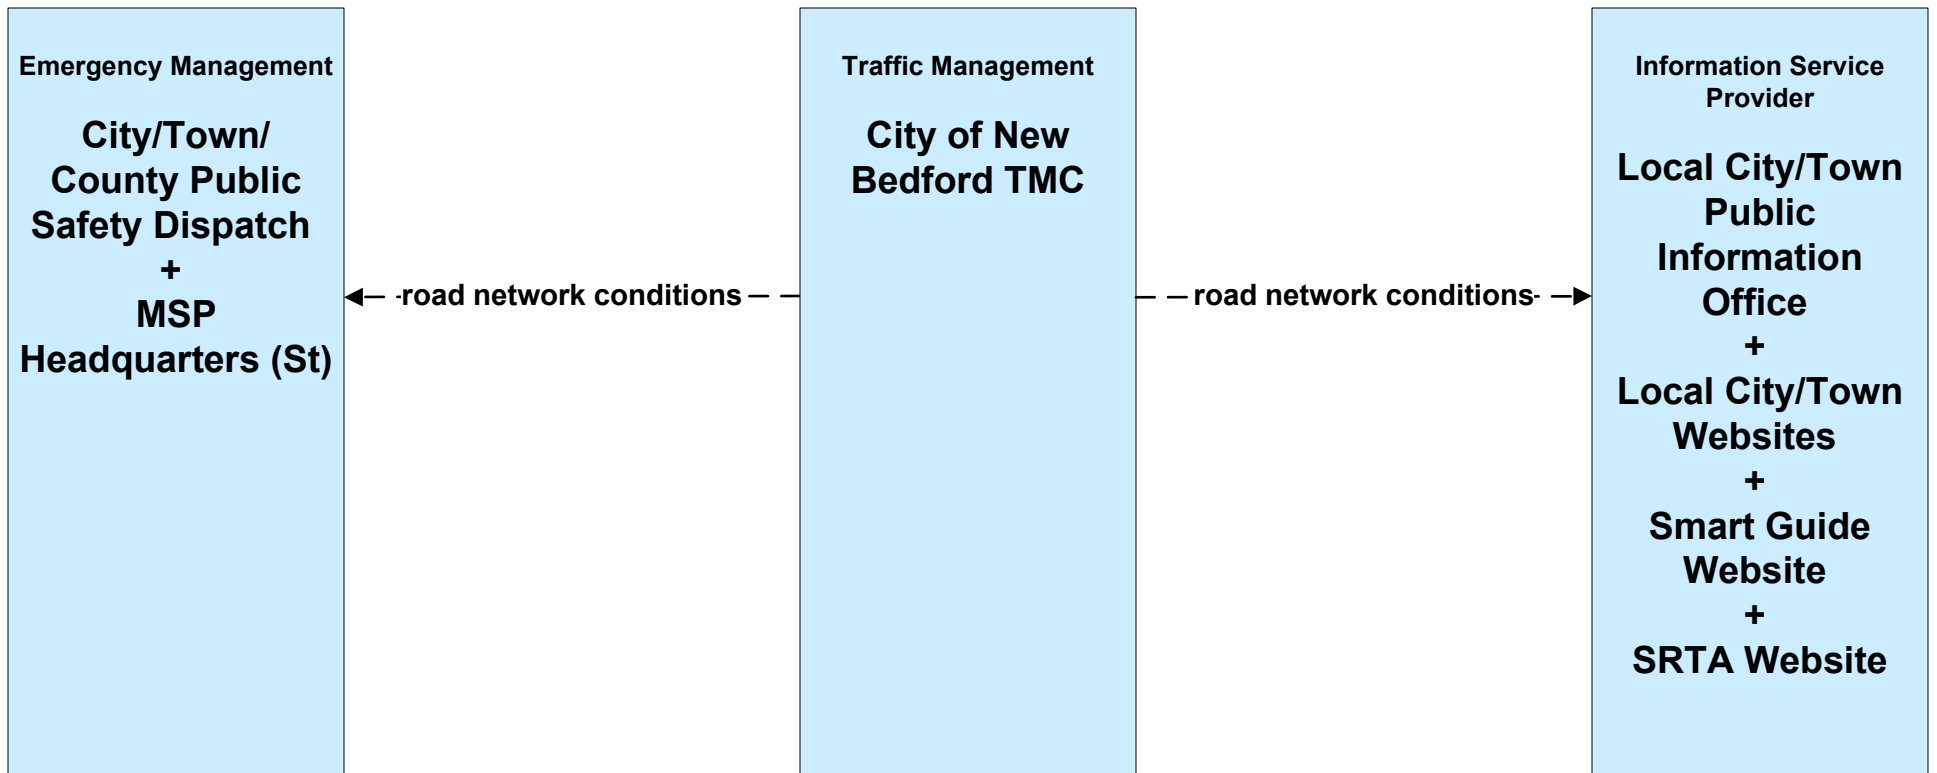 Emergency Management
City/Town/
County Public
Safety Dispatch
+
MSP
Headquarters (St)
road network conditions
Traffic Management
City of New
Bedford TMC
road network conditions
Information Service
Provider
Local City/Town
Public
Information
Office
+
Local City/Town
Websites
+
Smart Guide
Website
+
SRTA Website